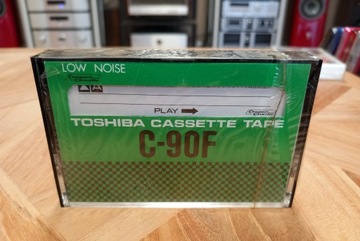 LOW NOISE
PLAY
TOSHIBA CASSETTE TAPE
C-90F